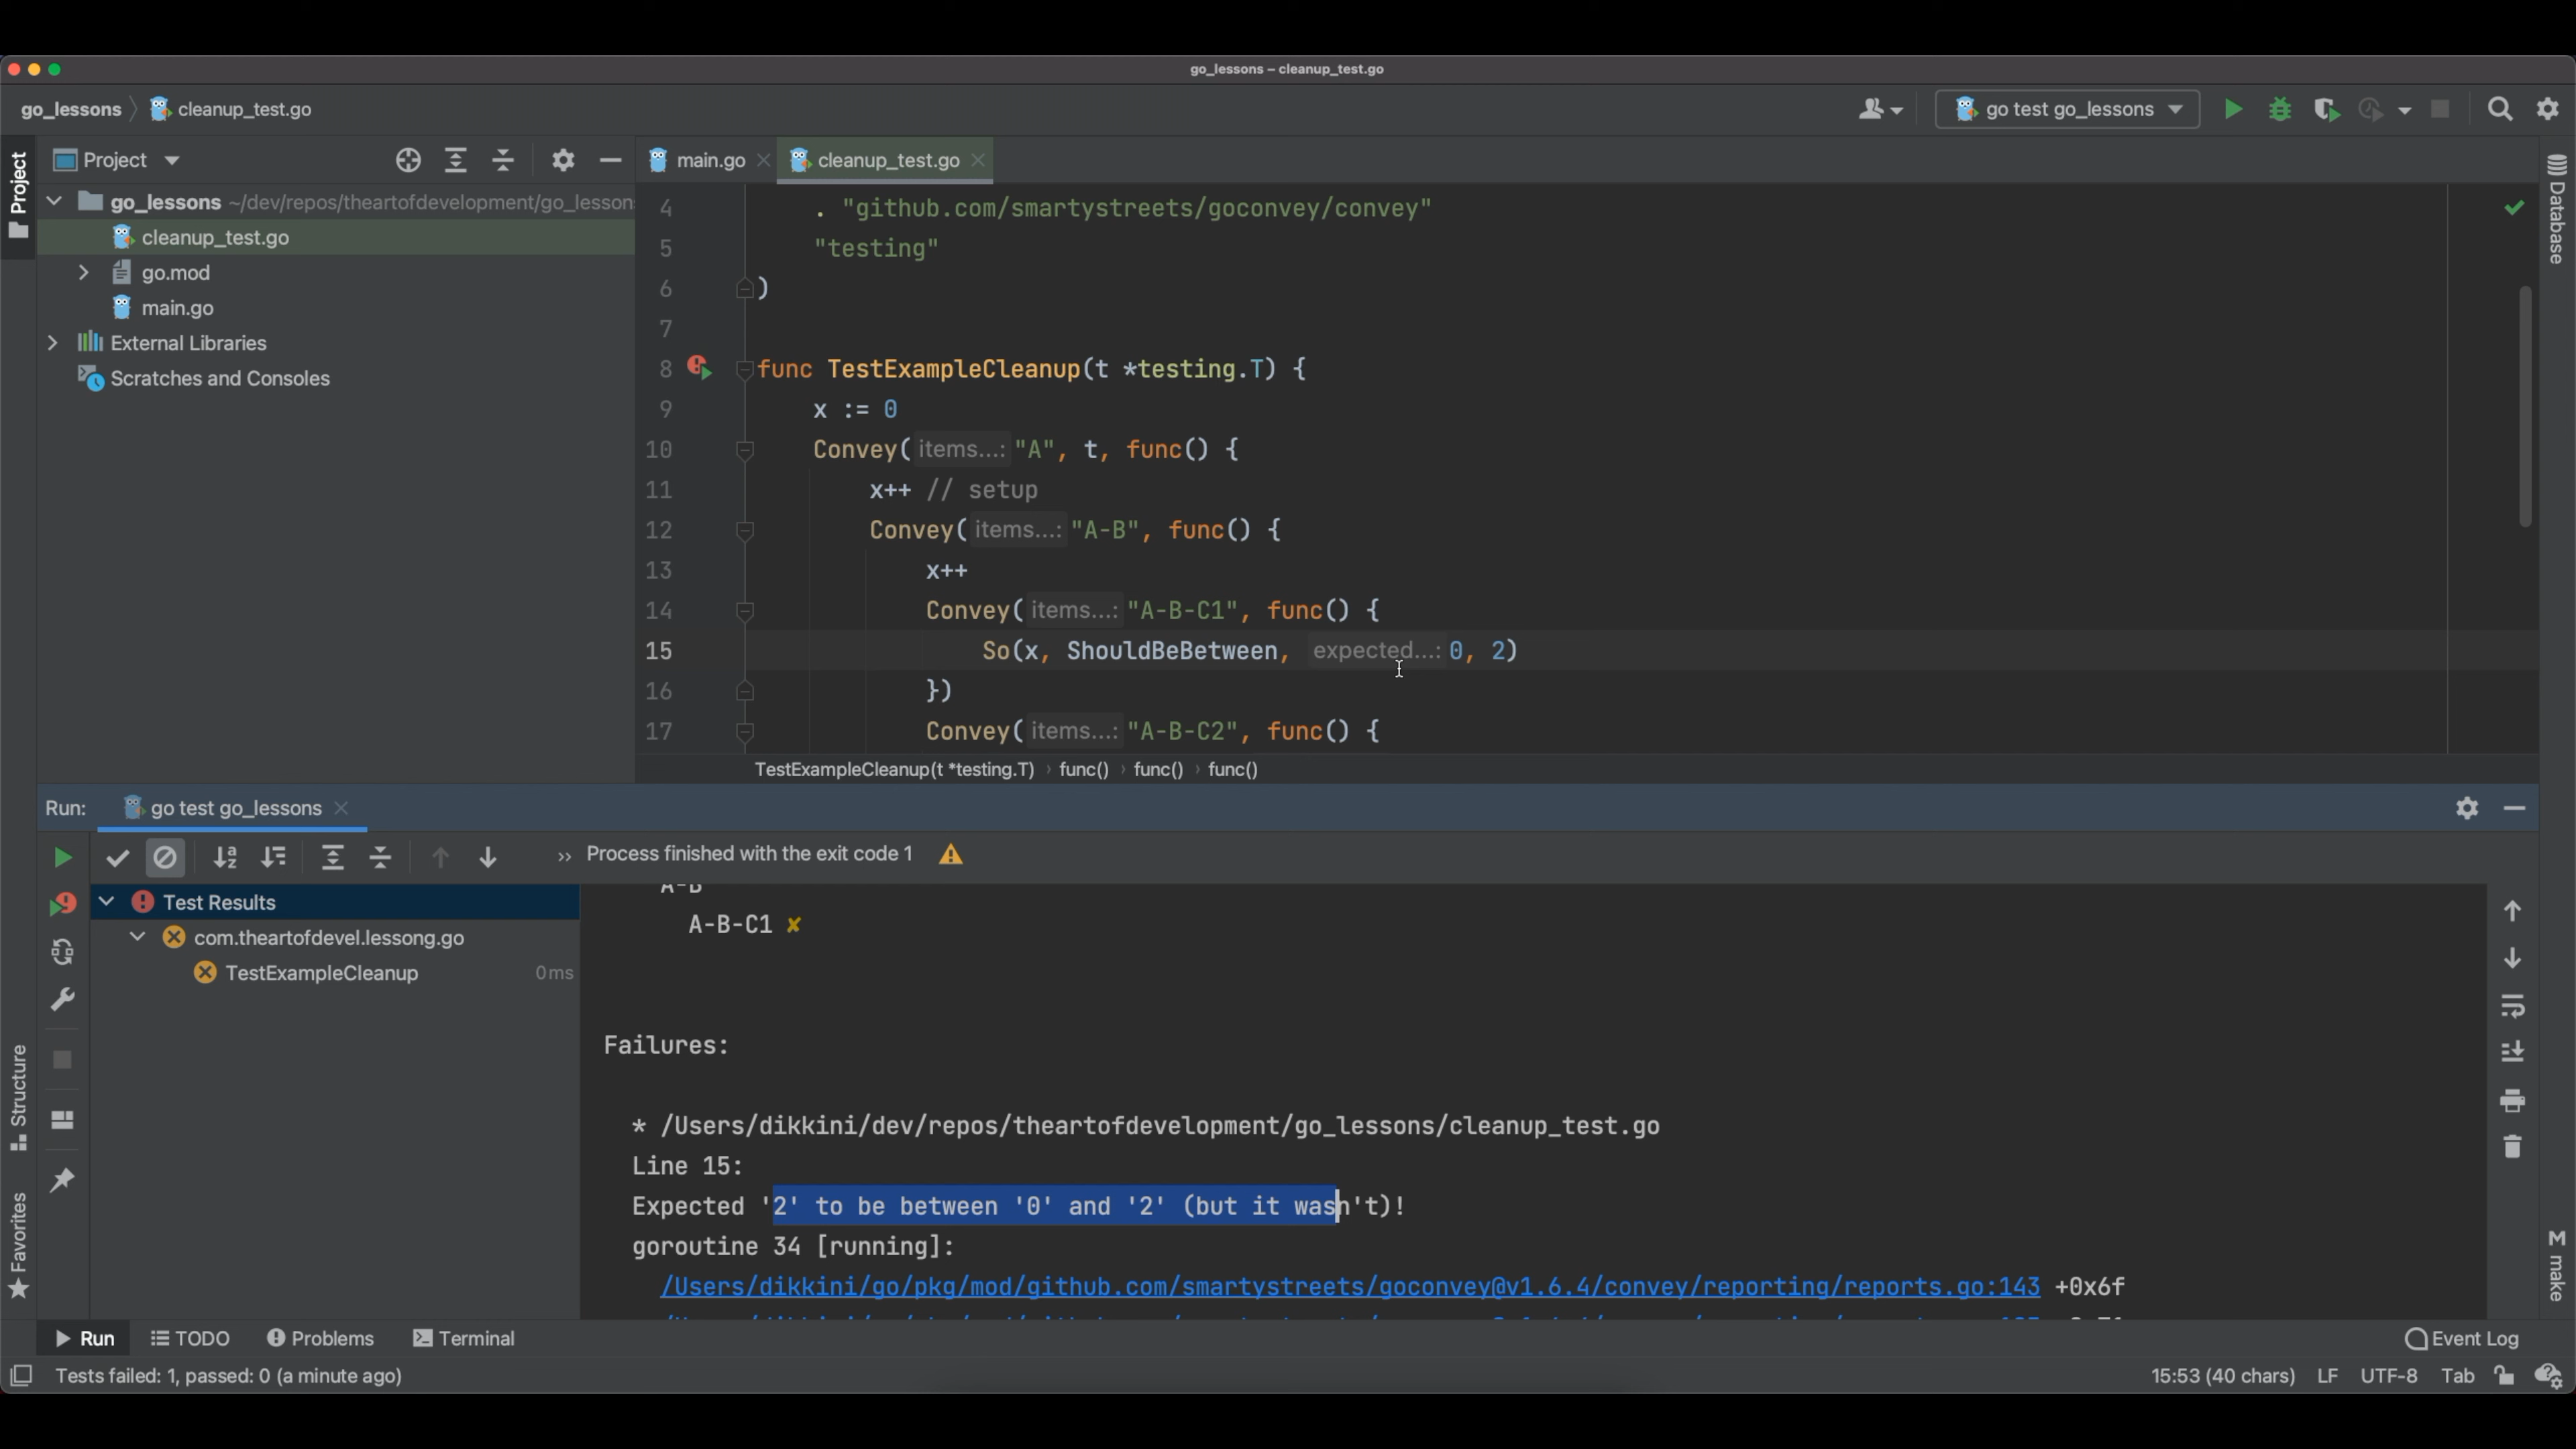 go_lessons – cleanup_test.go
go_lessons
cleanup_test.go
go test go_lessons
Project
Project
go_lessons ~/dev/repos/theartofdevelopment/go_lesson
cleanup_test.go
go.mod
main.go
External Libraries
Scratches and Consoles
main.go
cleanup_test.go
Database
4 . "github.com/smartystreets/goconvey/convey"
5 "testing"
6 )
7
8 func TestExampleCleanup(t *testing.T) {
9 x := 0
10 Convey( items...: "A", t, func() {
11 x++ // setup
12 Convey( items...: "A-B", func() {
13 x++
14 Convey( items...: "A-B-C1", func() {
15 So(x, ShouldBeBetween, expected...: 0, 2)
16 })
17 Convey( items...: "A-B-C2", func() {
TestExampleCleanup(t *testing.T) › func() › func() › func()
Run:
go test go_lessons
» Process finished with the exit code 1
Test Results
com.theartofdevel.lessong.go
TestExampleCleanup 0 ms
A-B
A-B-C1 ✘
Failures:
* /Users/dikkini/dev/repos/theartofdevelopment/go_lessons/cleanup_test.go
Line 15:
Expected '2' to be between '0' and '2' (but it wasn't)!
goroutine 34 [running]:
/Users/dikkini/go/pkg/mod/github.com/smartystreets/goconvey@v1.6.4/convey/reporting/reports.go:143 +0x6f
Structure
Favorites
make
Run
TODO
Problems
Terminal
Event Log
Tests failed: 1, passed: 0 (a minute ago)
15:53 (40 chars) LF UTF-8 Tab